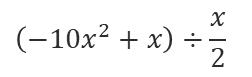 (−10x² + x) ÷ x/2